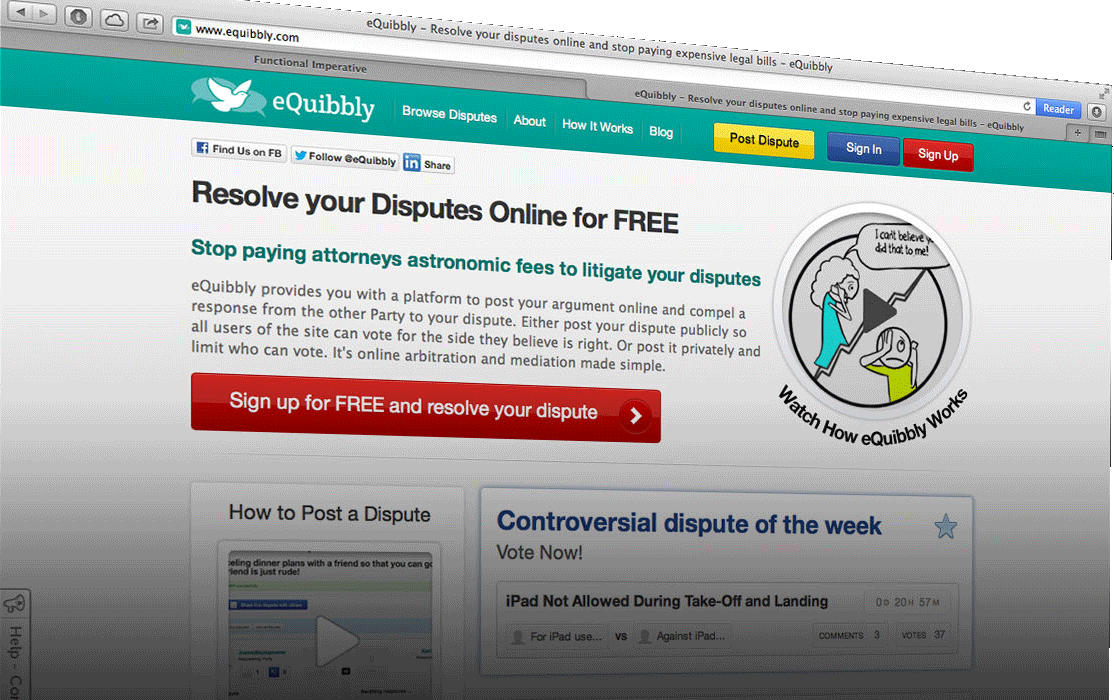 eQuibbly – Resolve your disputes online and stop paying expensive legal bills – eQuibbly
www.equibbly.com
Reader
Functional Imperative
eQuibbly – Resolve your disputes online and stop paying expensive legal bills – eQuibbly
eQuibbly
Browse Disputes
About
How It Works
Blog
Post Dispute
Sign In
Sign Up
Find Us on FB
Follow @eQuibbly
in Share
Resolve your Disputes Online for FREE
Stop paying attorneys astronomic fees to litigate your disputes
eQuibbly provides you with a platform to post your argument online and compel a
response from the other Party to your dispute. Either post your dispute publicly so
all users of the site can vote for the side they believe is right. Or post it privately and
limit who can vote. It's online arbitration and mediation made simple.
I can't believe y
did that to me!
Watch How eQuibbly Works
Sign up for FREE and resolve your dispute
How to Post a Dispute
eling dinner plans with a friend so that you can go
riend is just rude!
Controversial dispute of the week
Vote Now!
iPad Not Allowed During Take-Off and Landing
0D 20H 57M
For iPad use...
VS
Against iPad...
COMMENTS 3
VOTES 37
Help - Co